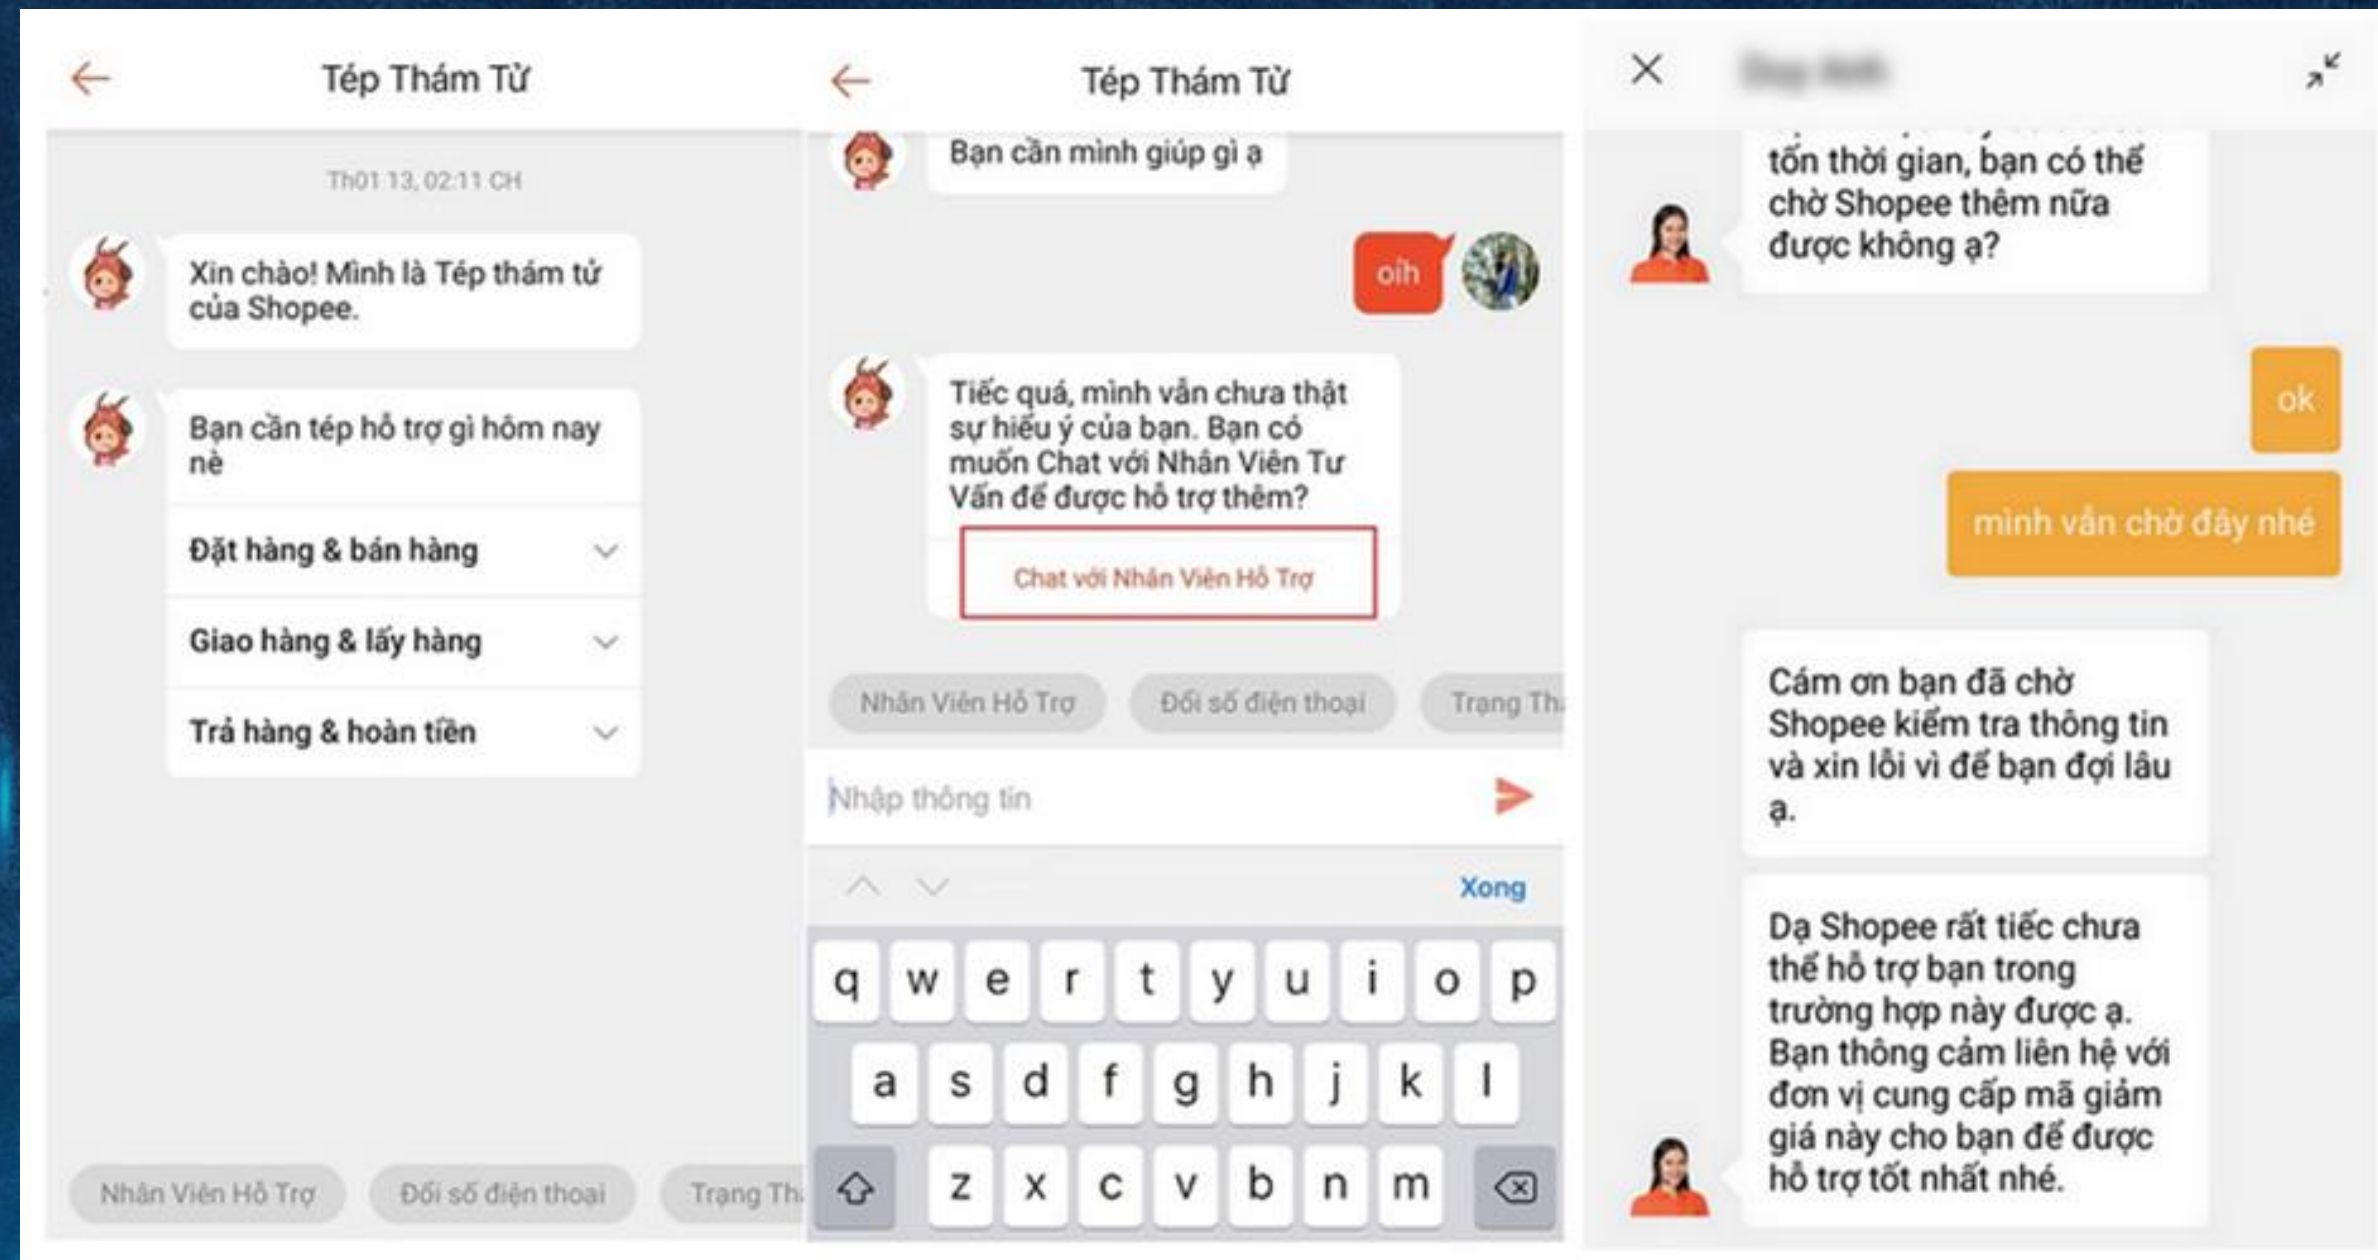 Tép Thám Tử
Th01 13, 02:11 CH
Xin chào! Mình là Tép thám tử
của Shopee.
Bạn cần tép hỗ trợ gì hôm nay
nè
Đặt hàng & bán hàng
Giao hàng & lấy hàng
Trả hàng & hoàn tiền
Nhân Viên Hỗ Trợ
Đổi số điện thoại
Trạng
Tép Thám Tử
Bạn cần mình giúp gì ạ
oỉh
Tiếc quá, mình vẫn chưa thật
sự hiểu ý của bạn. Bạn có
muốn Chat với Nhân Viên Tư
Vấn để được hỗ trợ thêm?
Chat với Nhân Viên Hỗ Trợ
Nhân Viên Hỗ Trợ
Đổi số điện thoại
Trạng
Nhập thông tin
Xong
q w e r t y u i o p
a s d f g h j k l
z x c v b n m
tốn thời gian, bạn có thể
chờ Shopee thêm nữa
được không ạ?
ok
mình vẫn chờ đây nhé
Cám ơn bạn đã chờ
Shopee kiểm tra thông tin
và xin lỗi vì để bạn đợi lâu
ạ.
Dạ Shopee rất tiếc chưa
thể hỗ trợ bạn trong
trường hợp này được ạ.
Bạn thông cảm liên hệ với
đơn vị cung cấp mã giảm
giá này cho bạn để được
hỗ trợ tốt nhất nhé.